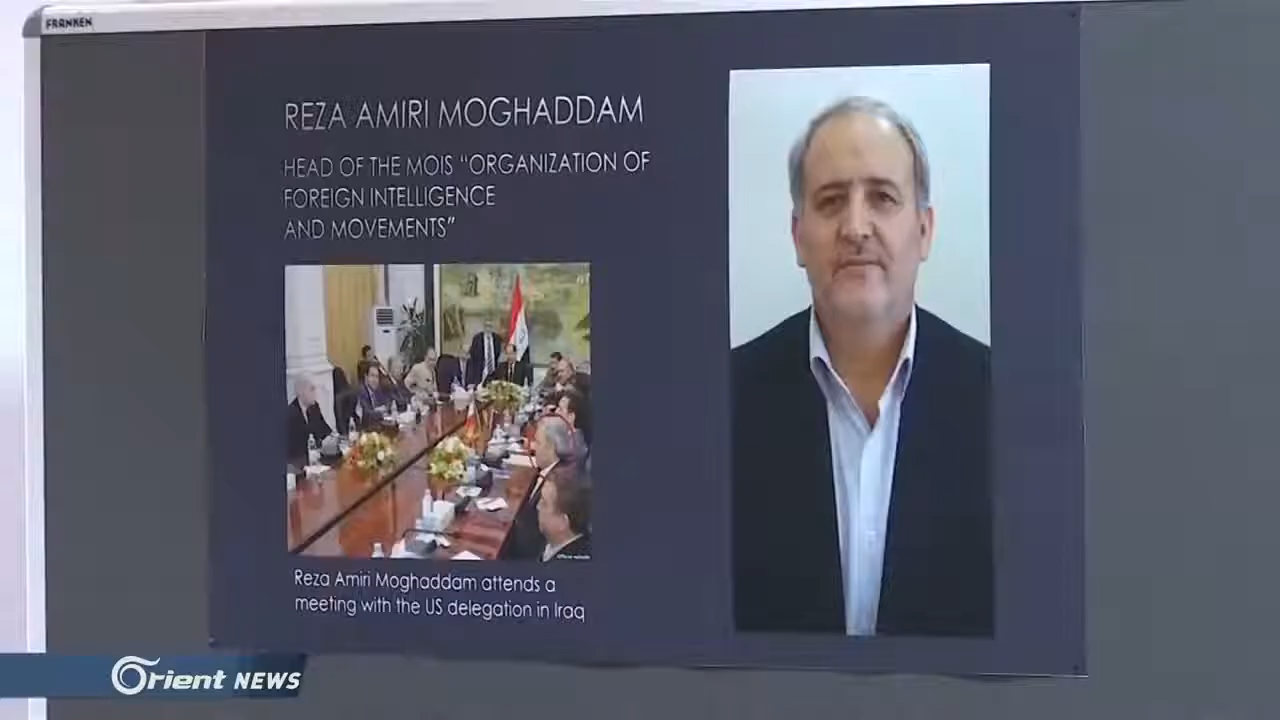 FRANKEN
REZA AMIRI MOGHADDAM
HEAD OF THE MOIS “ORGANIZATION OF
FOREIGN INTELLIGENCE
AND MOVEMENTS”
Reza Amiri Moghaddam attends a
meeting with the US delegation in Iraq
Orient NEWS